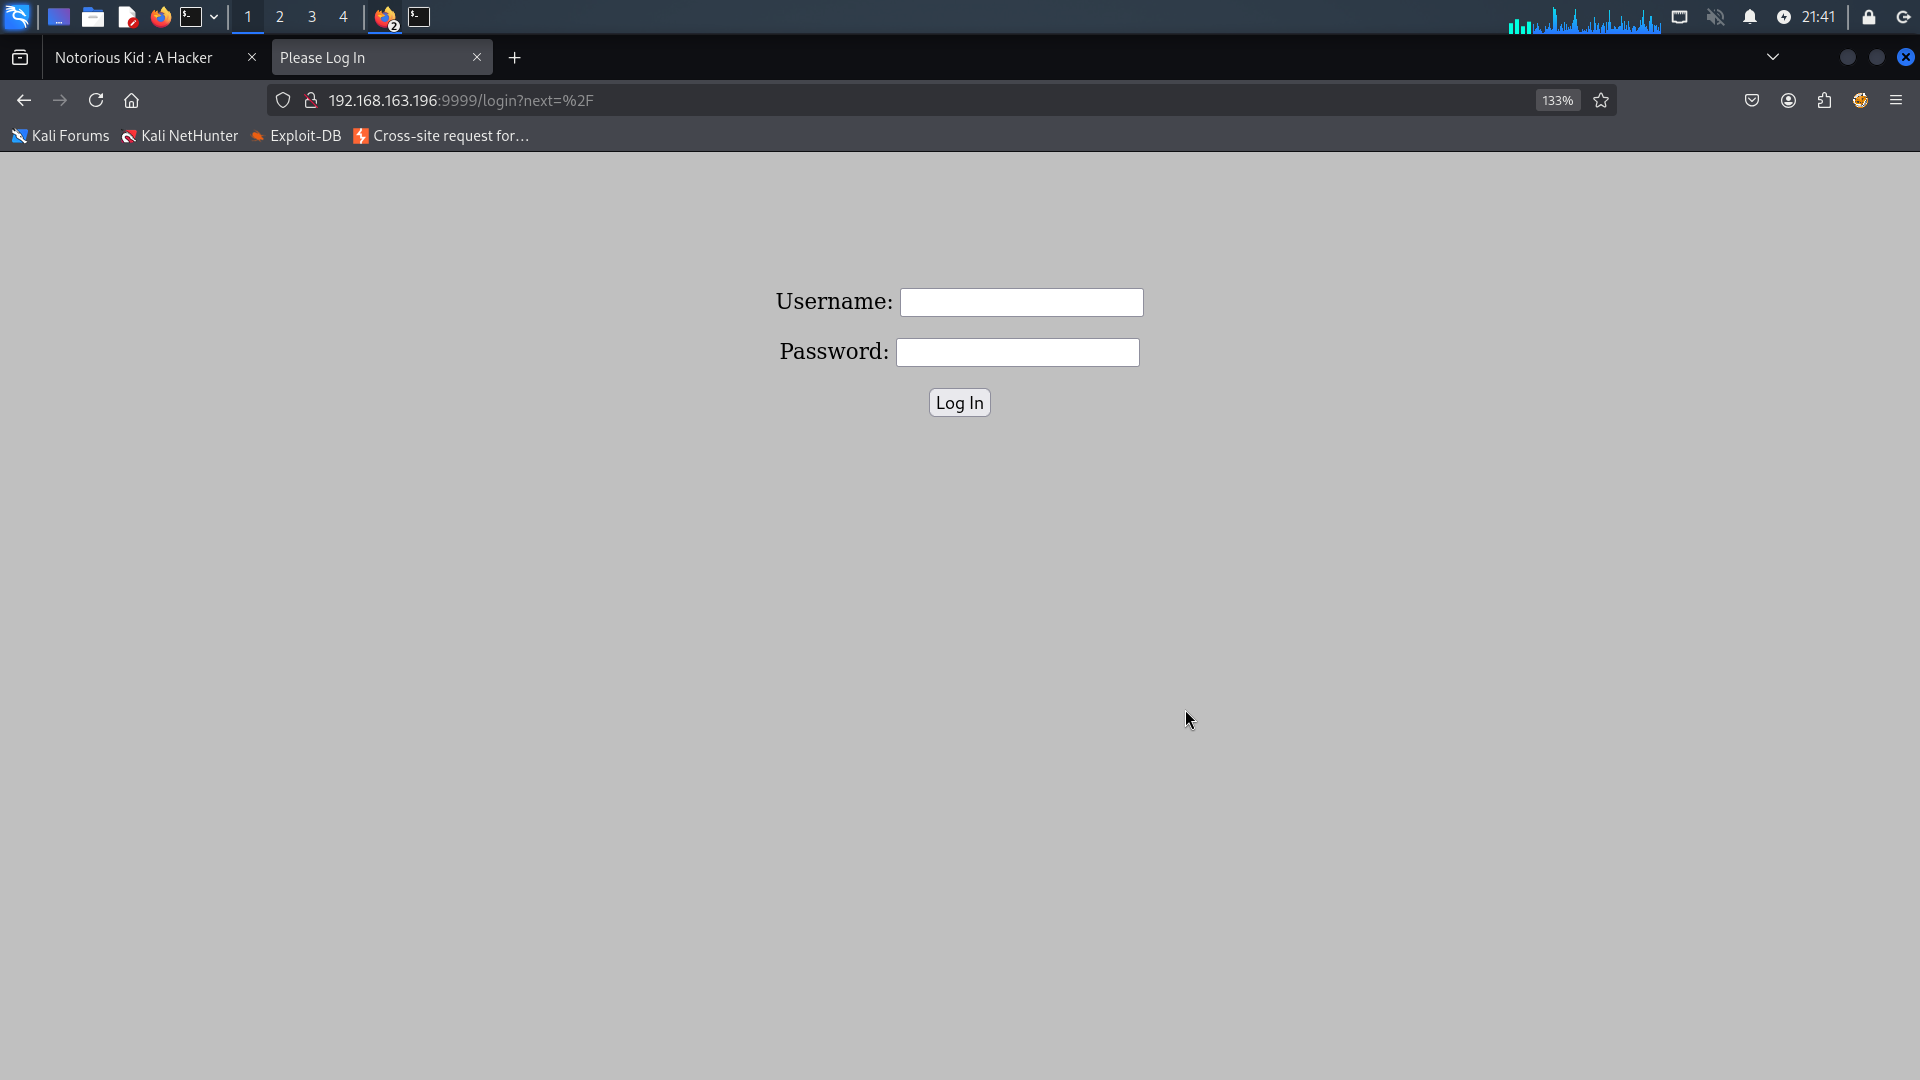 1 2 3 4 2 21:41
Notorious Kid : A Hacker Please Log In
192.168.163.196:9999/login?next=%2F 133%
Kali Forums Kali NetHunter Exploit-DB Cross-site request for…
Username:
Password:
Log In